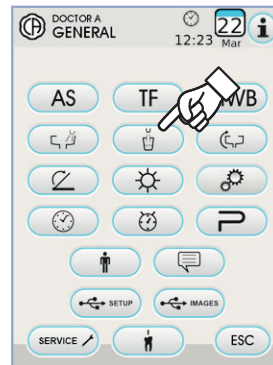 DOCTOR A
GENERAL
12:23
22
Mar
i
AS
TF
WB
SETUP
IMAGES
SERVICE
ESC